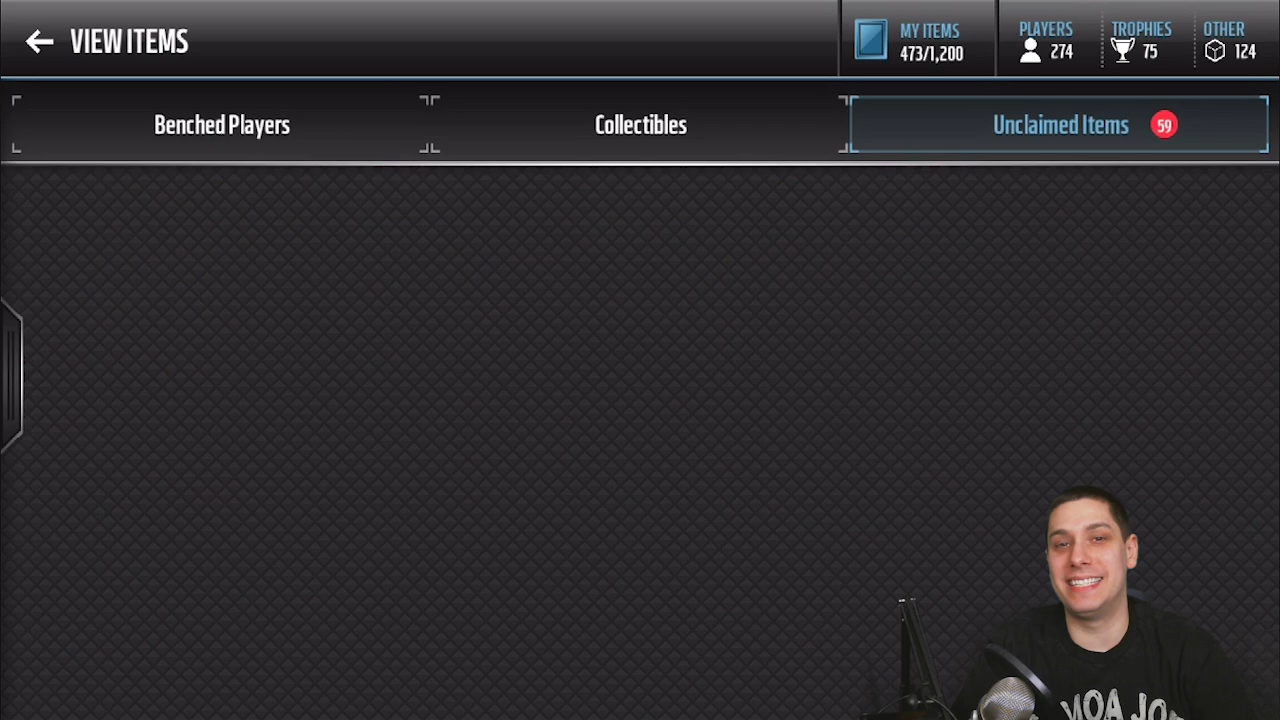 VIEW ITEMS
MY ITEMS
473/1,200
PLAYERS
274
TROPHIES
75
OTHER
124
Benched Players
Collectibles
Unclaimed Items 59